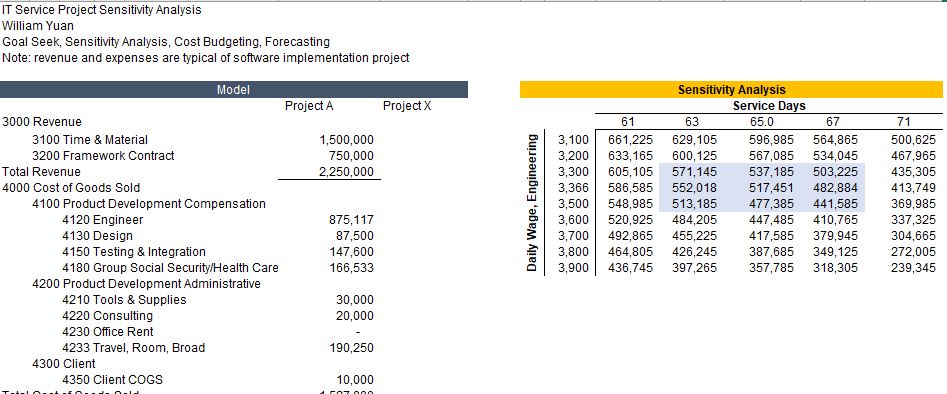 IT Service Project Sensitivity Analysis
William Yuan
Goal Seek, Sensitivity Analysis, Cost Budgeting, Forecasting
Note: revenue and expenses are typical of software implementation project
Model
Project A Project X
3000 Revenue
3100 Time & Material 1,500,000
3200 Framework Contract 750,000
Total Revenue 2,250,000
4000 Cost of Goods Sold
4100 Product Development Compensation
4120 Engineer 875,117
4130 Design 87,500
4150 Testing & Integration 147,600
4180 Group Social Security/Health Care 166,533
4200 Product Development Administrative
4210 Tools & Supplies 30,000
4220 Consulting 20,000
4230 Office Rent -
4233 Travel, Room, Broad 190,250
4300 Client
4350 Client COGS 10,000
Sensitivity Analysis
Service Days
61 63 65.0 67 71
Daily Wage, Engineering
3,100 661,225 629,105 596,985 564,865 500,625
3,200 633,165 600,125 567,085 534,045 467,965
3,300 605,105 571,145 537,185 503,225 435,305
3,366 586,585 552,018 517,451 482,884 413,749
3,500 548,985 513,185 477,385 441,585 369,985
3,600 520,925 484,205 447,485 410,765 337,325
3,700 492,865 455,225 417,585 379,945 304,665
3,800 464,805 426,245 387,685 349,125 272,005
3,900 436,745 397,265 357,785 318,305 239,345